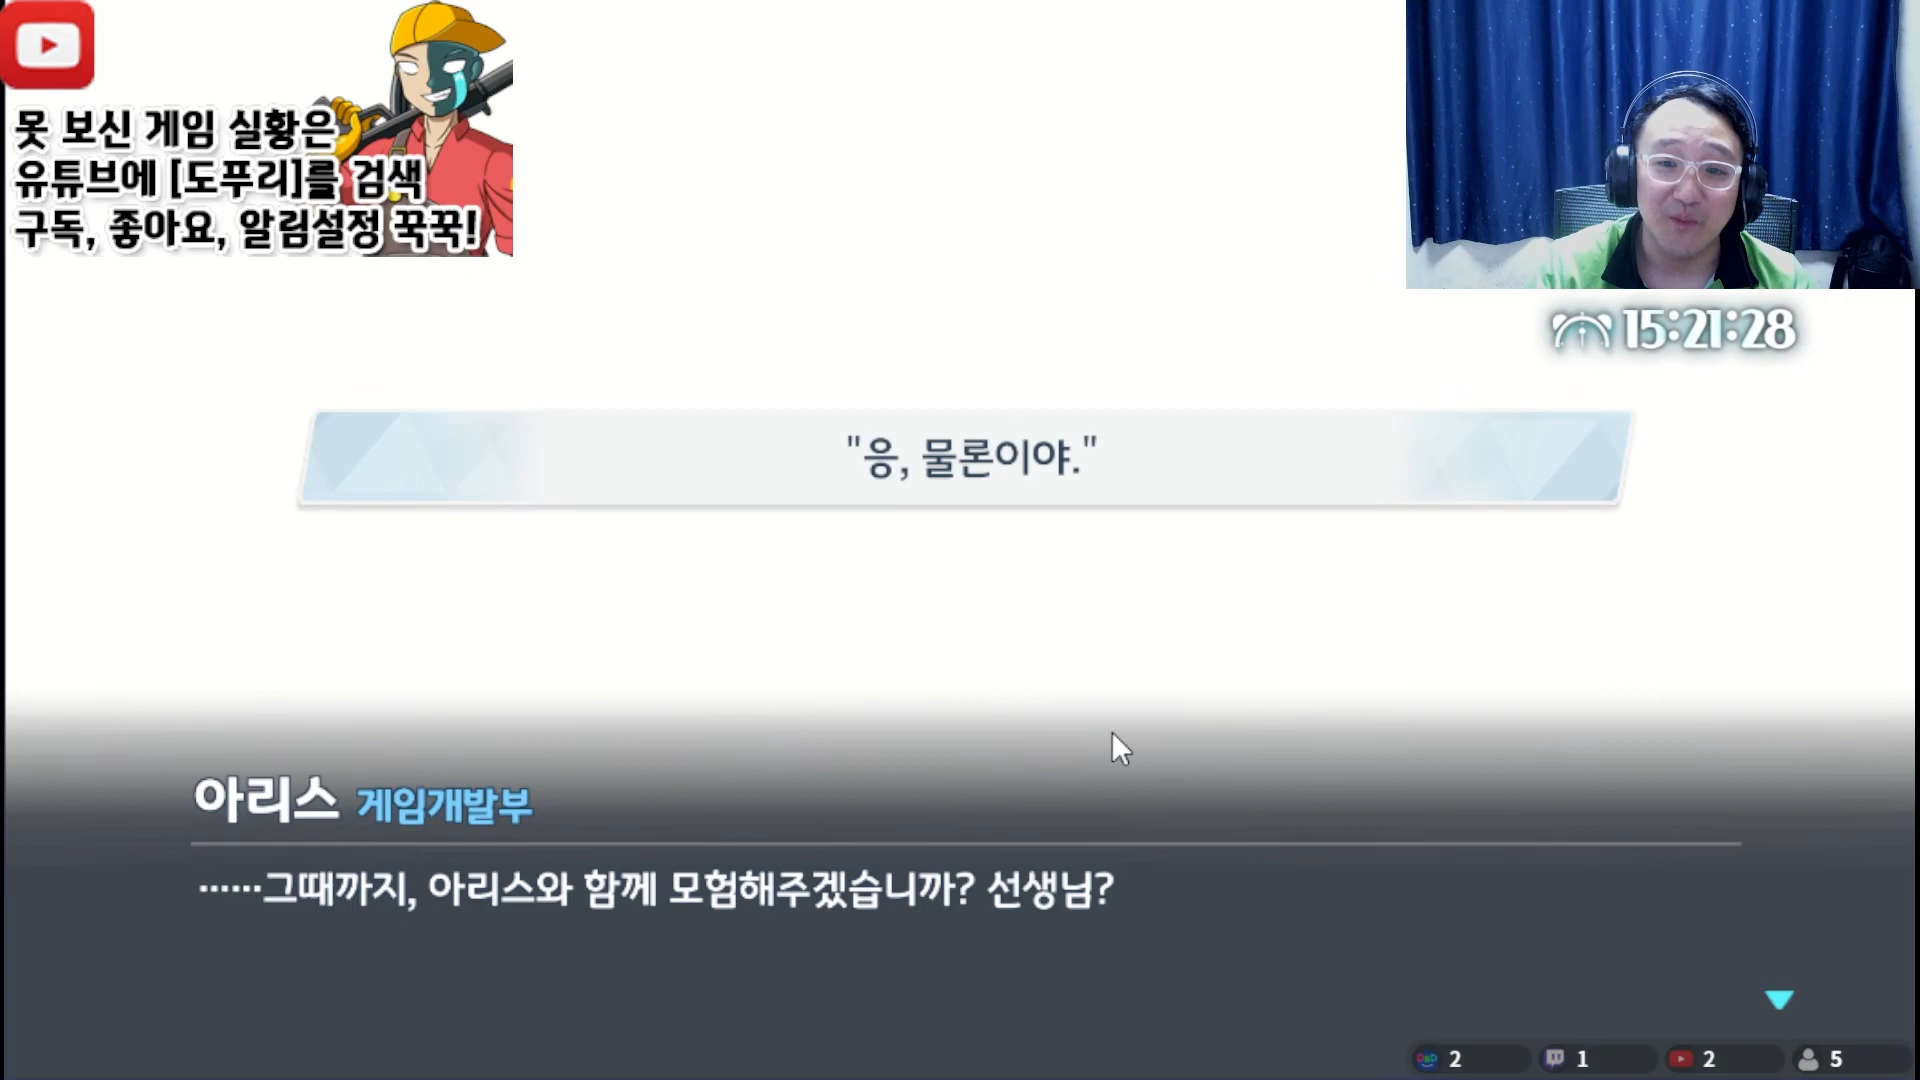 못 보신 게임 실황은
유튜브에 [도푸리]를 검색
구독, 좋아요, 알림설정 꾹꾹!
15:21:28
"응, 물론이야."
아리스 게임개발부
……그때까지, 아리스와 함께 모험해주겠습니까? 선생님?
2 1 2 5